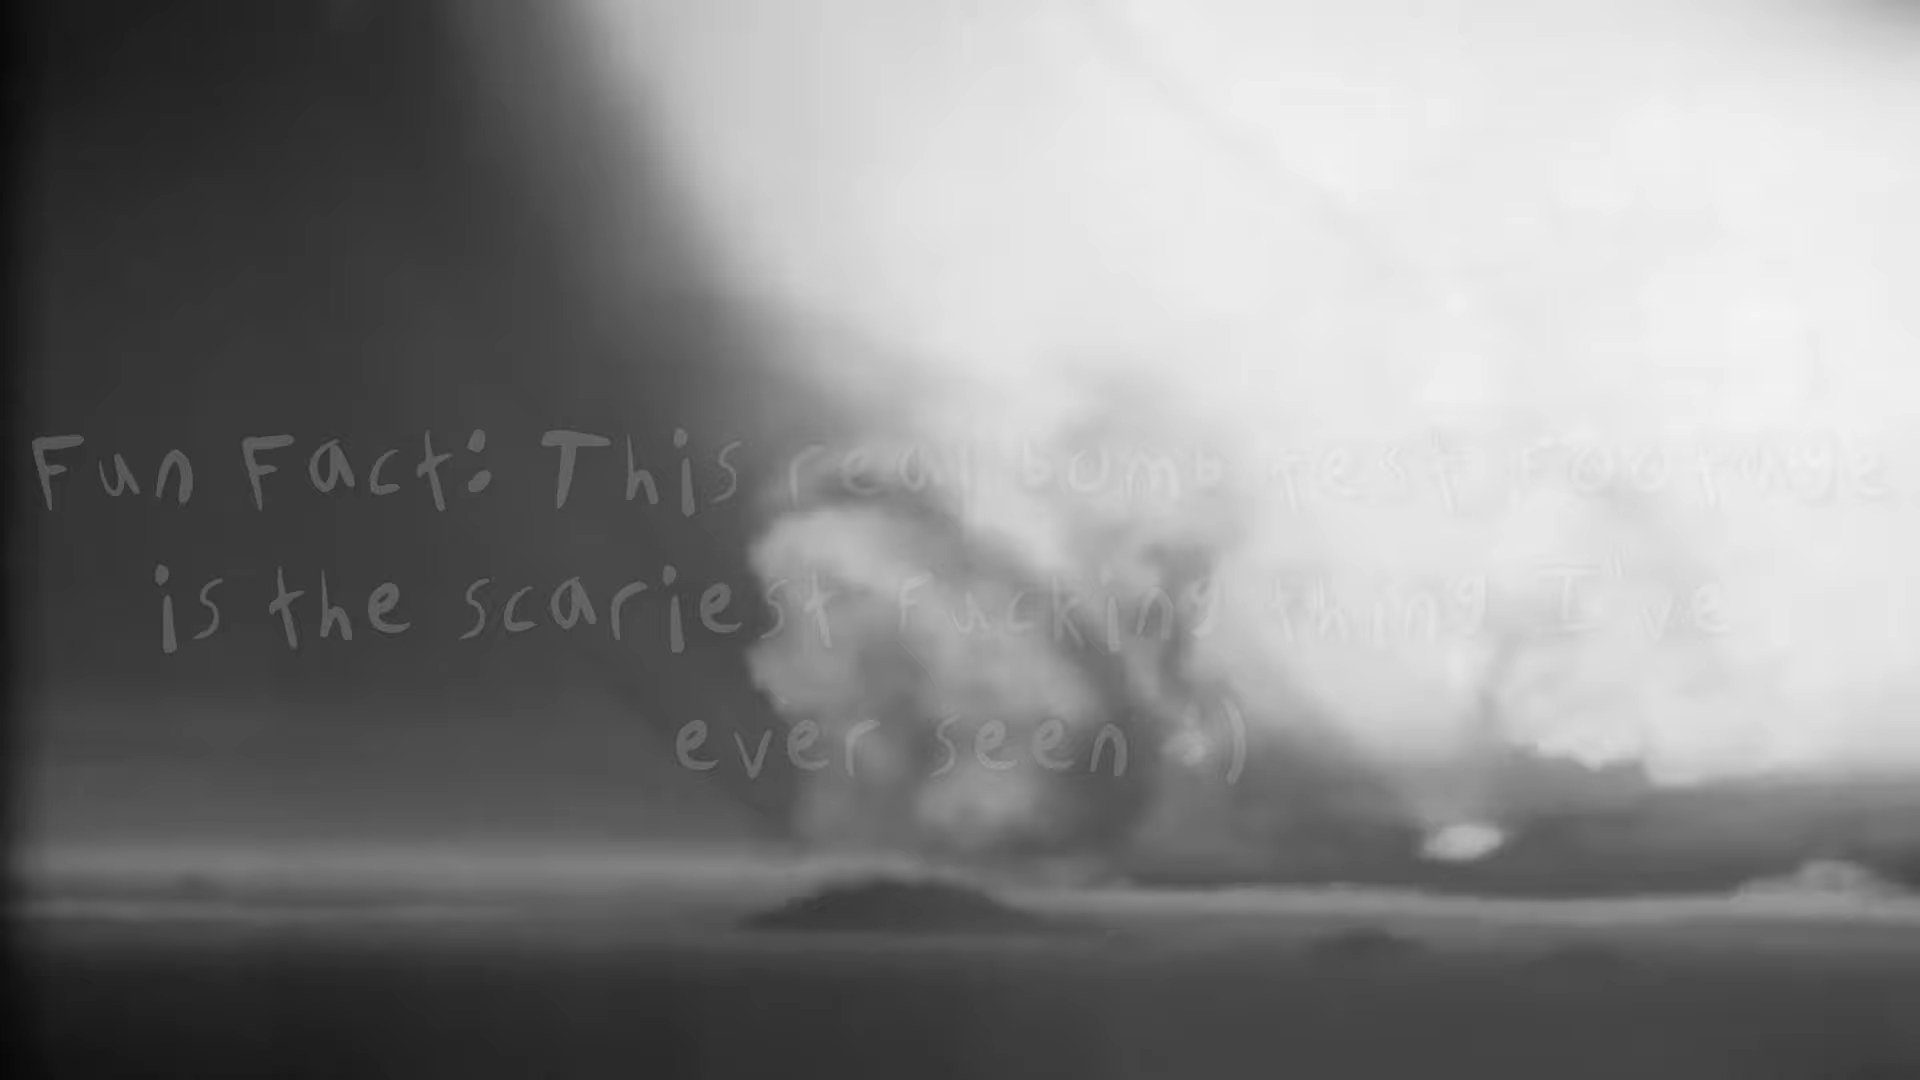 Fun Fact: This real bomb test footage
is the scariest fucking thing I've
ever seen :)